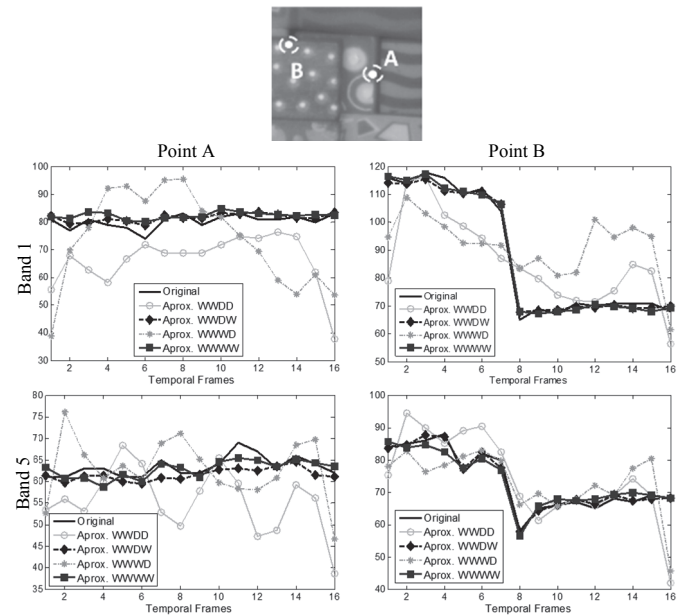 A
B
Point A
Point B
Band 1
100
90
80
70
60
50
40
30
Original
Aprox. WWDD
Aprox. WWDW
Aprox. WWWD
Aprox. WWWW
2 4 6 8 10 12 14 16
Temporal Frames
120
110
100
90
80
70
60
50
Original
Aprox. WWDD
Aprox. WWDW
Aprox. WWWD
Aprox. WWWW
2 4 6 8 10 12 14 16
Temporal Frames
Band 5
80
75
70
65
60
55
50
45
40
35
Original
Aprox. WWDD
Aprox. WWDW
Aprox. WWWD
Aprox. WWWW
2 4 6 8 10 12 14 16
Temporal Frames
100
90
80
70
60
50
40
Original
Aprox. WWDD
Aprox. WWDW
Aprox. WWWD
Aprox. WWWW
2 4 6 8 10 12 14 16
Temporal Frames